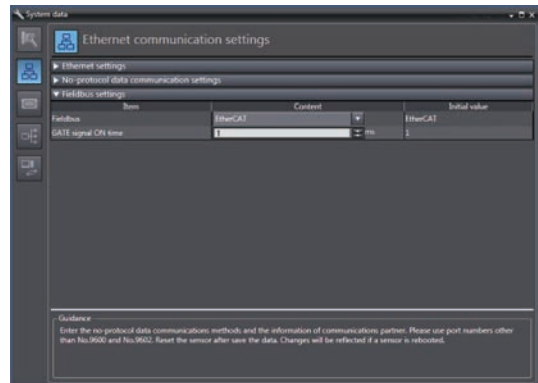 System data
Ethernet communication settings
▶ Ethernet settings
▶ No-protocol data communication settings
▼ Fieldbus settings
Item Content Initial value
Fieldbus EtherCAT EtherCAT
GATE signal ON time 1 ms 1
Guidance
Enter the no-protocol data communications methods and the information of communications partner. Please use port numbers other
than No.9600 and No.9602. Reset the sensor after save the data. Changes will be reflected if a sensor is rebooted.